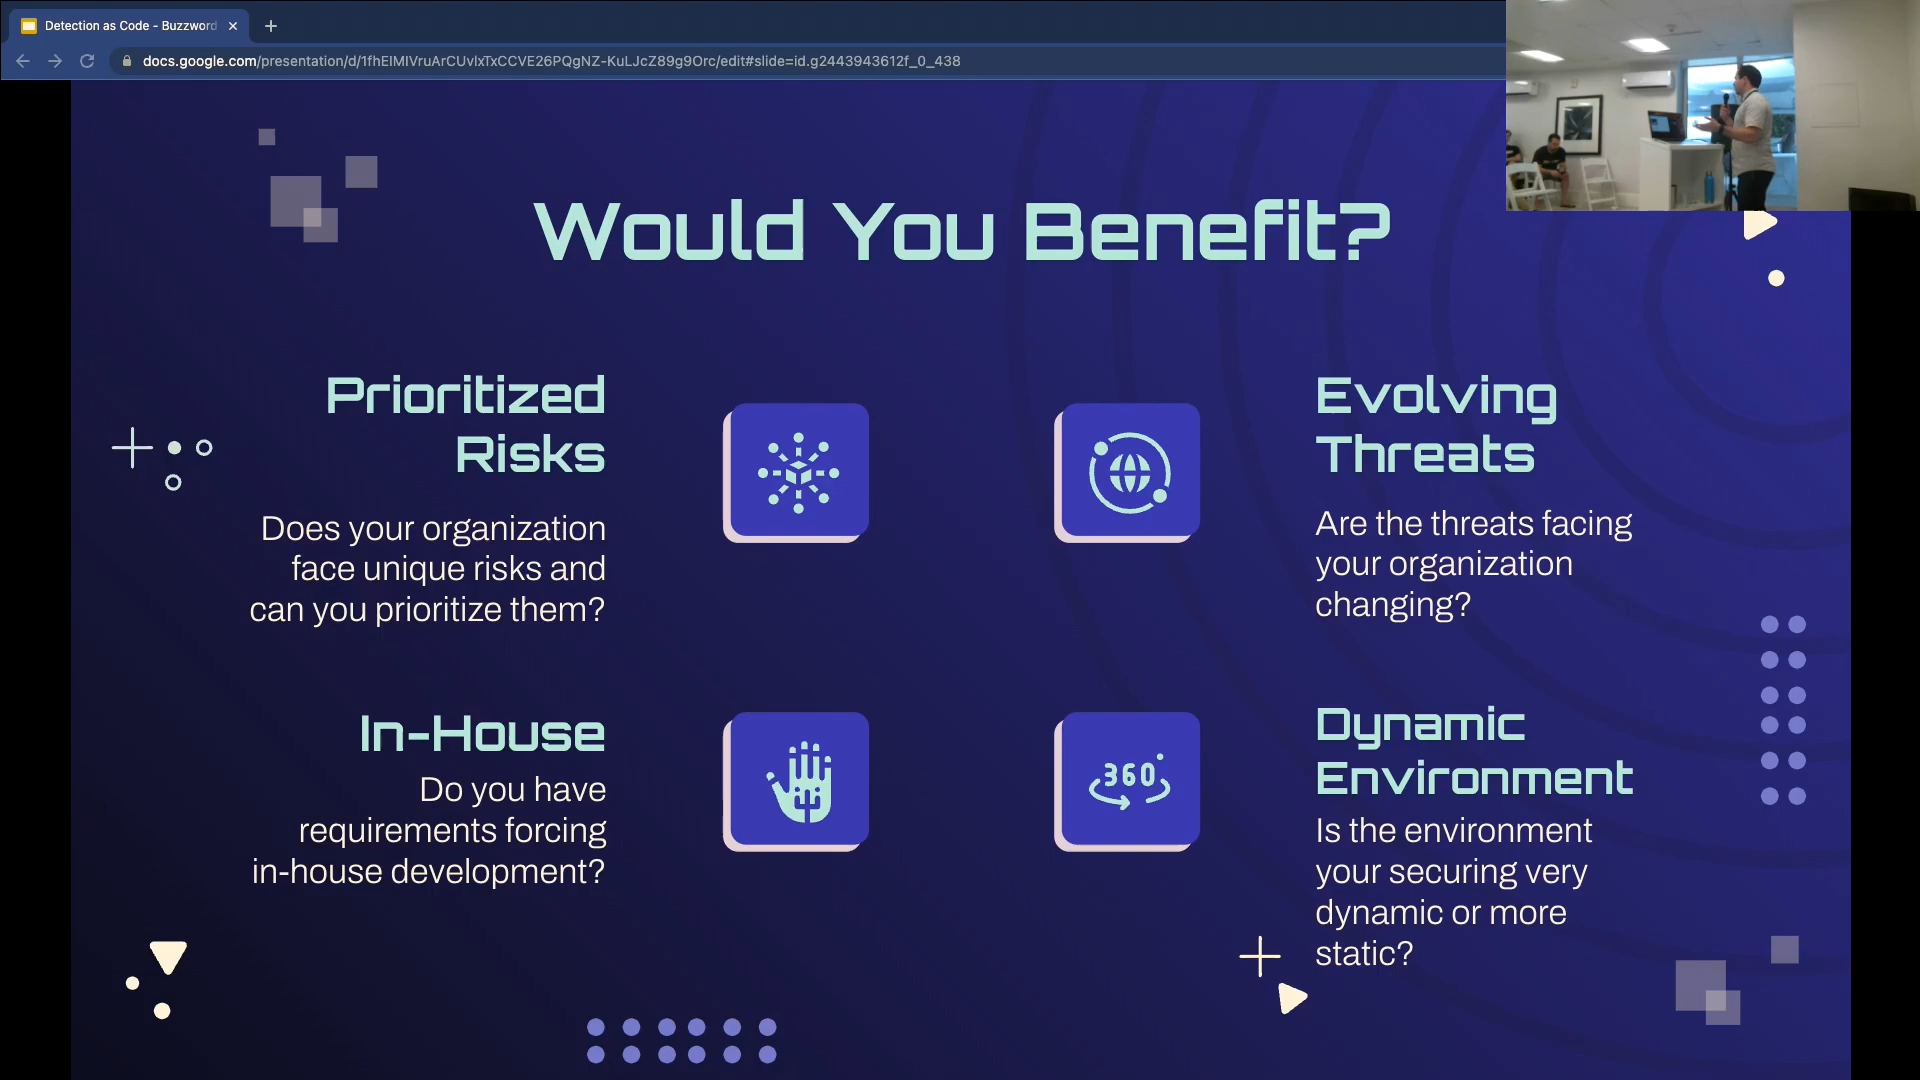 Detection as Code - Buzzword
docs.google.com/presentation/d/1fhEIMIVruArCUvlxTxCCVE26PQgNZ-KuLJcZ89g9Orc/edit#slide=id.g2443943612f_0_438
Would You Benefit?
Prioritized
Risks
Does your organization
face unique risks and
can you prioritize them?
Evolving
Threats
Are the threats facing
your organization
changing?
In-House
Do you have
requirements forcing
in-house development?
360°
Dynamic
Environment
Is the environment
your securing very
dynamic or more
static?